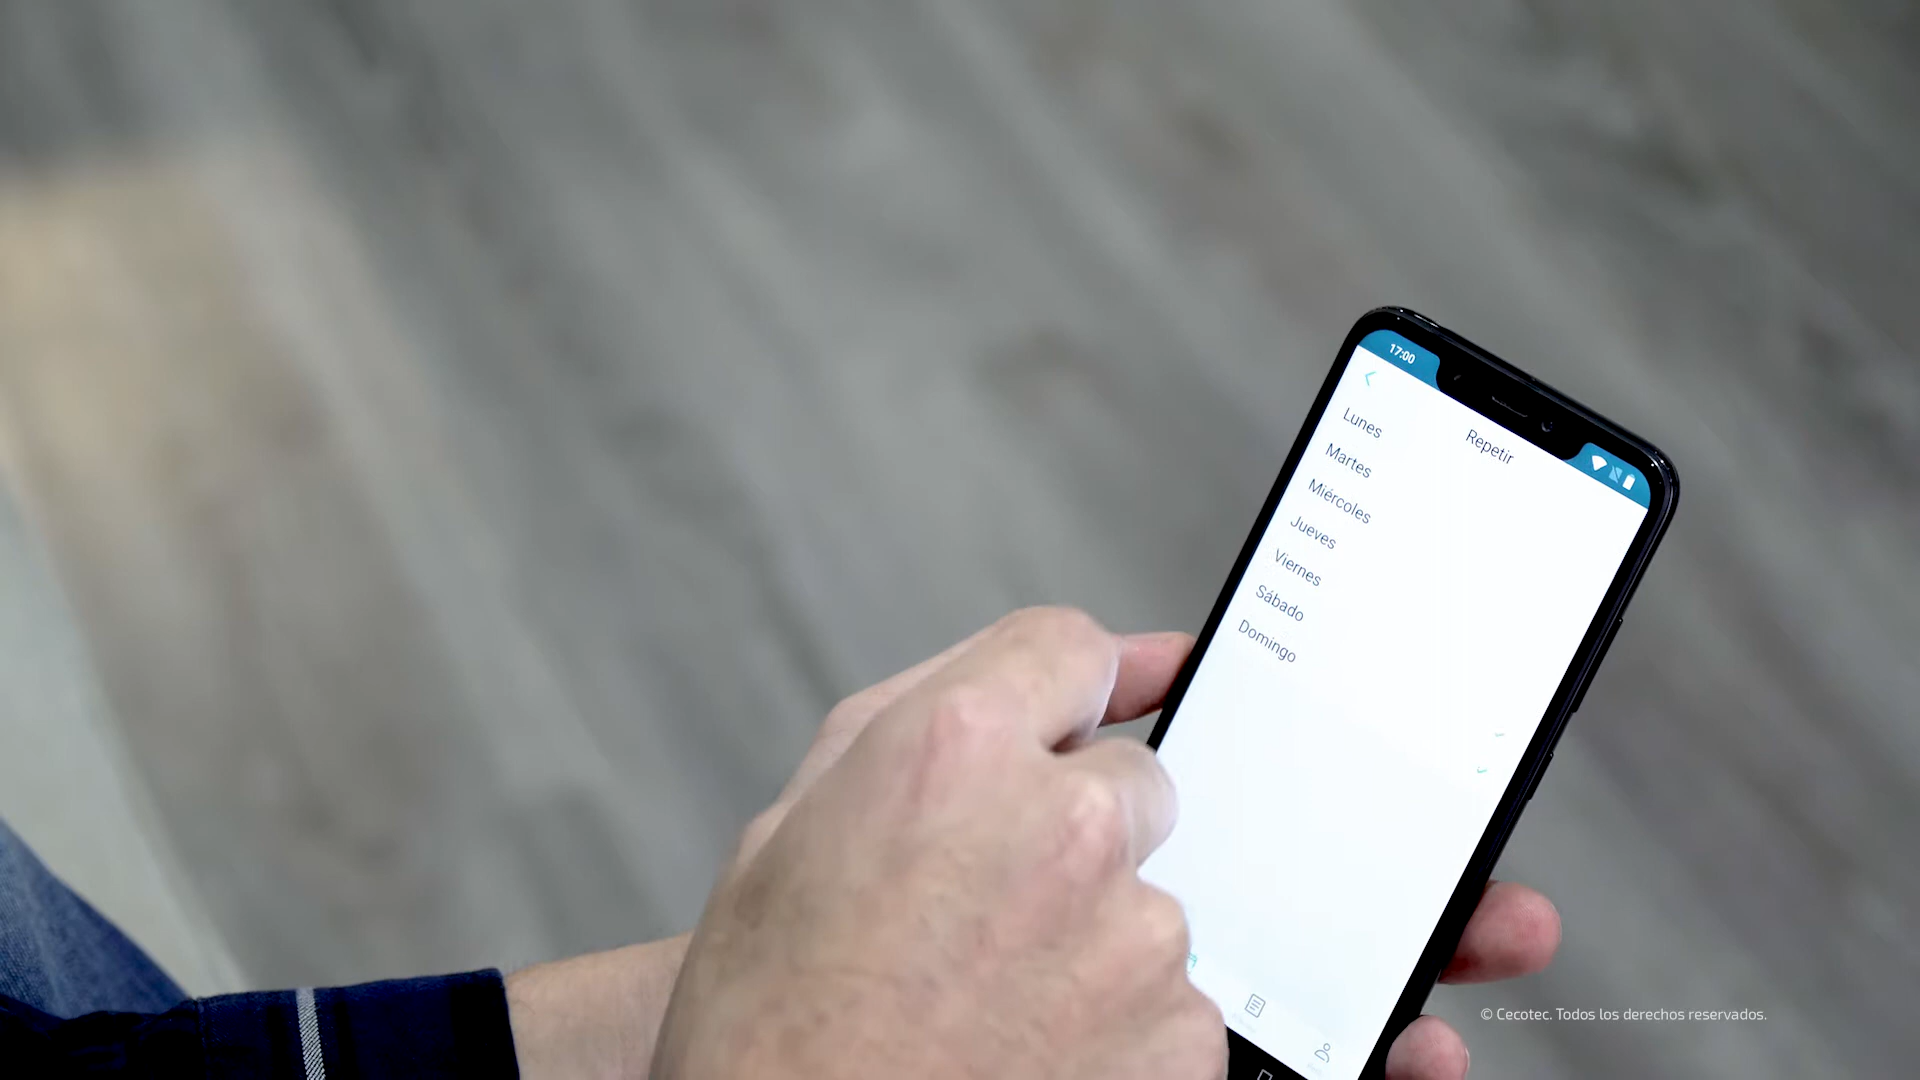 17:00
Repetir
Lunes
Martes
Miércoles
Jueves
Viernes
Sábado
Domingo
© Cecotec. Todos los derechos reservados.